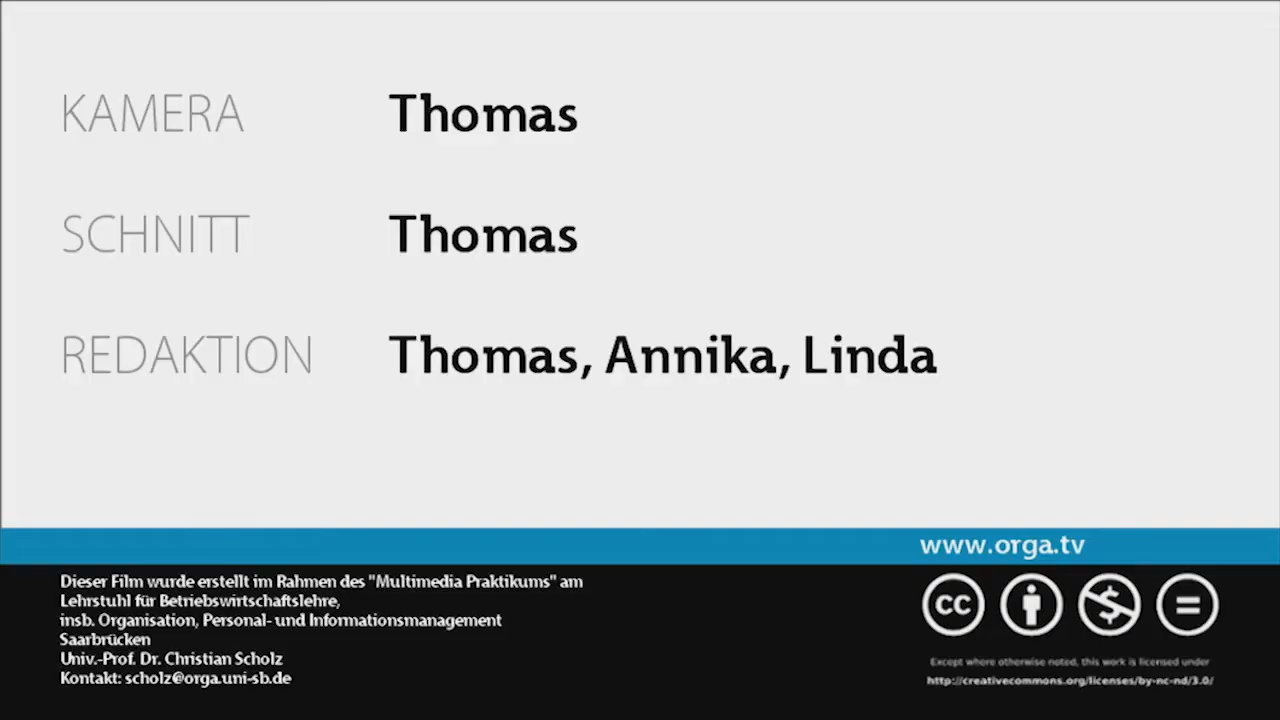 KAMERA Thomas
SCHNITT Thomas
REDAKTION Thomas, Annika, Linda
www.orga.tv
Dieser Film wurde erstellt im Rahmen des "Multimedia Praktikums" am
Lehrstuhl für Betriebswirtschaftslehre,
insb. Organisation, Personal- und Informationsmanagement
Saarbrücken
Univ.-Prof. Dr. Christian Scholz
Kontakt: scholz@orga.uni-sb.de
cc
Except where otherwise noted, this work is licensed under
http://creativecommons.org/licenses/by-nc-nd/3.0/